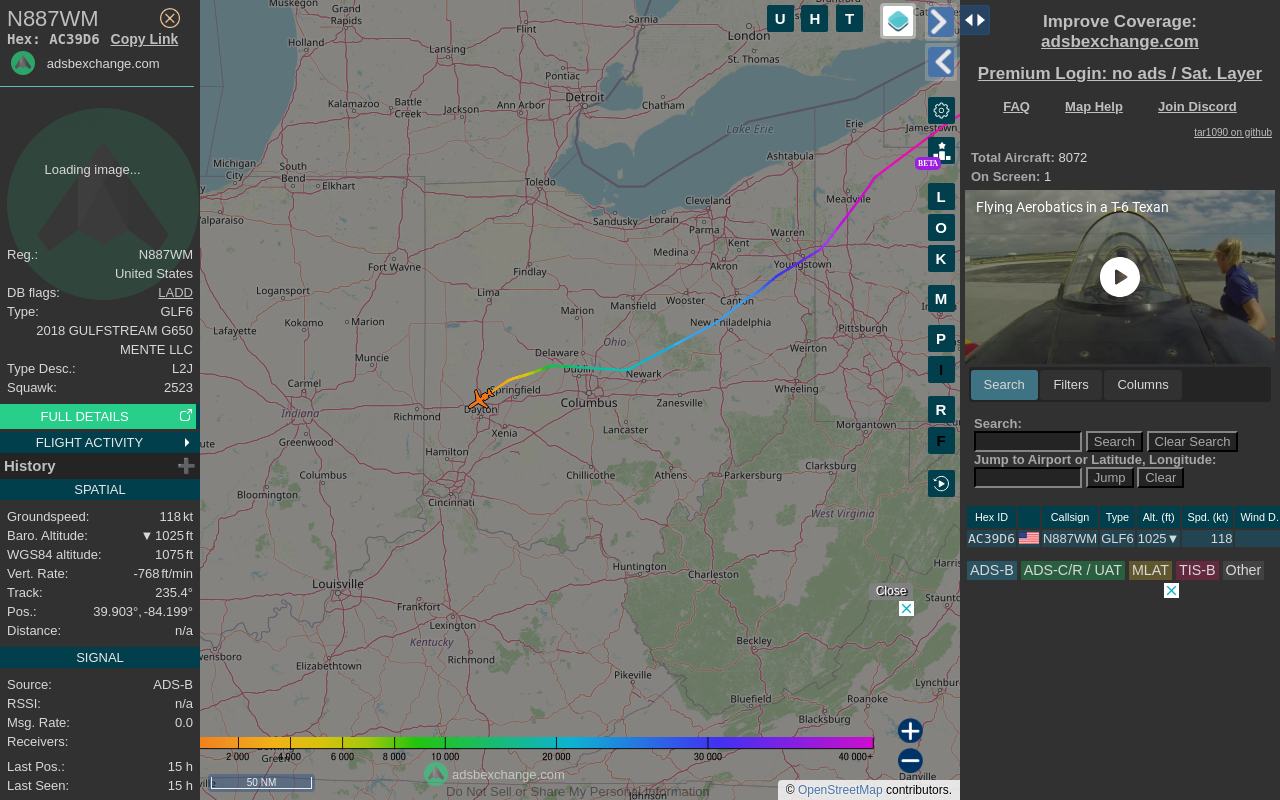 N887WM
Hex: AC39D6 Copy Link
adsbexchange.com
Loading image...
Reg.: N887WM
United States
DB flags: LADD
Type: GLF6
2018 GULFSTREAM G650
MENTE LLC
Type Desc.: L2J
Squawk: 2523
FULL DETAILS
FLIGHT ACTIVITY
History
SPATIAL
Groundspeed: 118 kt
Baro. Altitude: ▼ 1025 ft
WGS84 altitude: 1075 ft
Vert. Rate: -768 ft/min
Track: 235.4°
Pos.: 39.903°, -84.199°
Distance: n/a
SIGNAL
Source: ADS-B
RSSI: n/a
Msg. Rate: 0.0
Receivers:
Last Pos.: 15 h
Last Seen: 15 h
Muskegon
Grand Rapids
Holland
Lansing
Flint
Sarnia
London
St. Thomas
Pontiac
Detroit
Kalamazoo
Battle Creek
Jackson
Ann Arbor
Chatham
Lake Erie
Erie
Jamestown
Michigan City
South Bend
Elkhart
Toledo
Ashtabula
Cleveland
Meadville
Valparaiso
Sandusky
Lorain
Parma
Warren
Kent
Medina
Akron
Youngstown
Fort Wayne
Findlay
Logansport
Lima
Mansfield
Wooster
Canton
Marion
Lafayette
Kokomo
Marion
New Philadelphia
Pittsburgh
Ohio
Weirton
Muncie
Delaware
Dublin
Newark
Carmel
Springfield
Wheeling
Indiana
Richmond
Dayton
Columbus
Zanesville
Greenwood
Xenia
Lancaster
Morgantown
Hamilton
Columbus
Chillicothe
Athens
Parkersburg
Clarksburg
Bloomington
Cincinnati
West Virginia
Huntington
Charleston
Louisville
Frankfort
Lexington
Kentucky
Beckley
Elizabethtown
Richmond
Pikeville
Bluefield
Roanoke
Blacksburg
Danville
U H T
BETA
L
O
K
M
P
I
R
F
Close
2 000 4 000 6 000 8 000 10 000 20 000 30 000 40 000+
50 NM
adsbexchange.com
Do Not Sell or Share My Personal Information
© OpenStreetMap contributors.
Improve Coverage:
adsbexchange.com
Premium Login: no ads / Sat. Layer
FAQ Map Help Join Discord
tar1090 on github
Total Aircraft: 8072
On Screen: 1
Flying Aerobatics in a T-6 Texan
Search Filters Columns
Search:
Search Clear Search
Jump to Airport or Latitude, Longitude:
Jump Clear
Hex ID Callsign Type Alt. (ft) Spd. (kt) Wind D.
AC39D6 N887WM GLF6 1025▼ 118
ADS-B ADS-C/R / UAT MLAT TIS-B Other